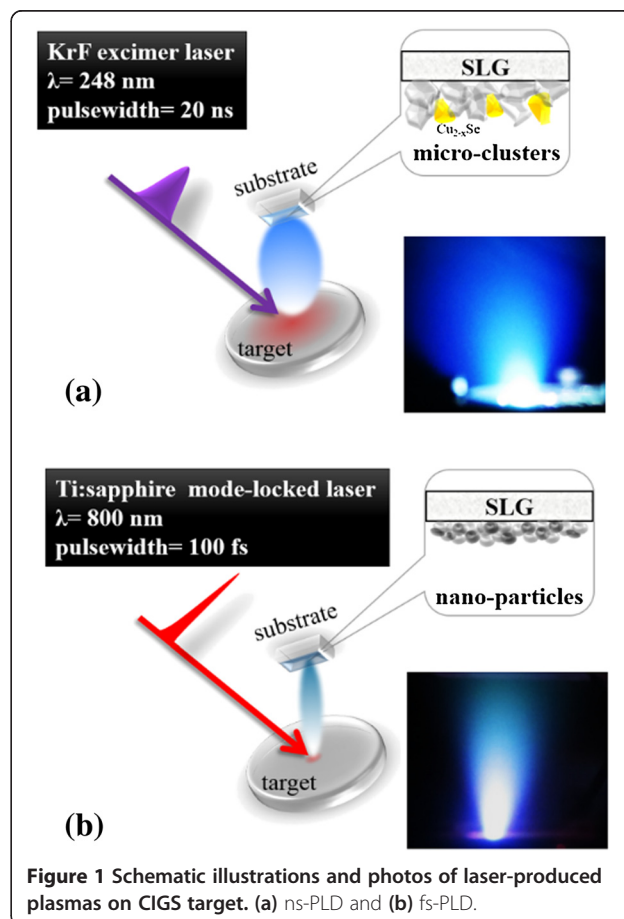 KrF excimer laser
λ= 248 nm
pulsewidth= 20 ns
SLG
Cu2-xSe
micro-clusters
substrate
target
(a)
Ti:sapphire mode-locked laser
λ= 800 nm
pulsewidth= 100 fs
SLG
nano-particles
substrate
target
(b)
Figure 1 Schematic illustrations and photos of laser-produced
plasmas on CIGS target. (a) ns-PLD and (b) fs-PLD.